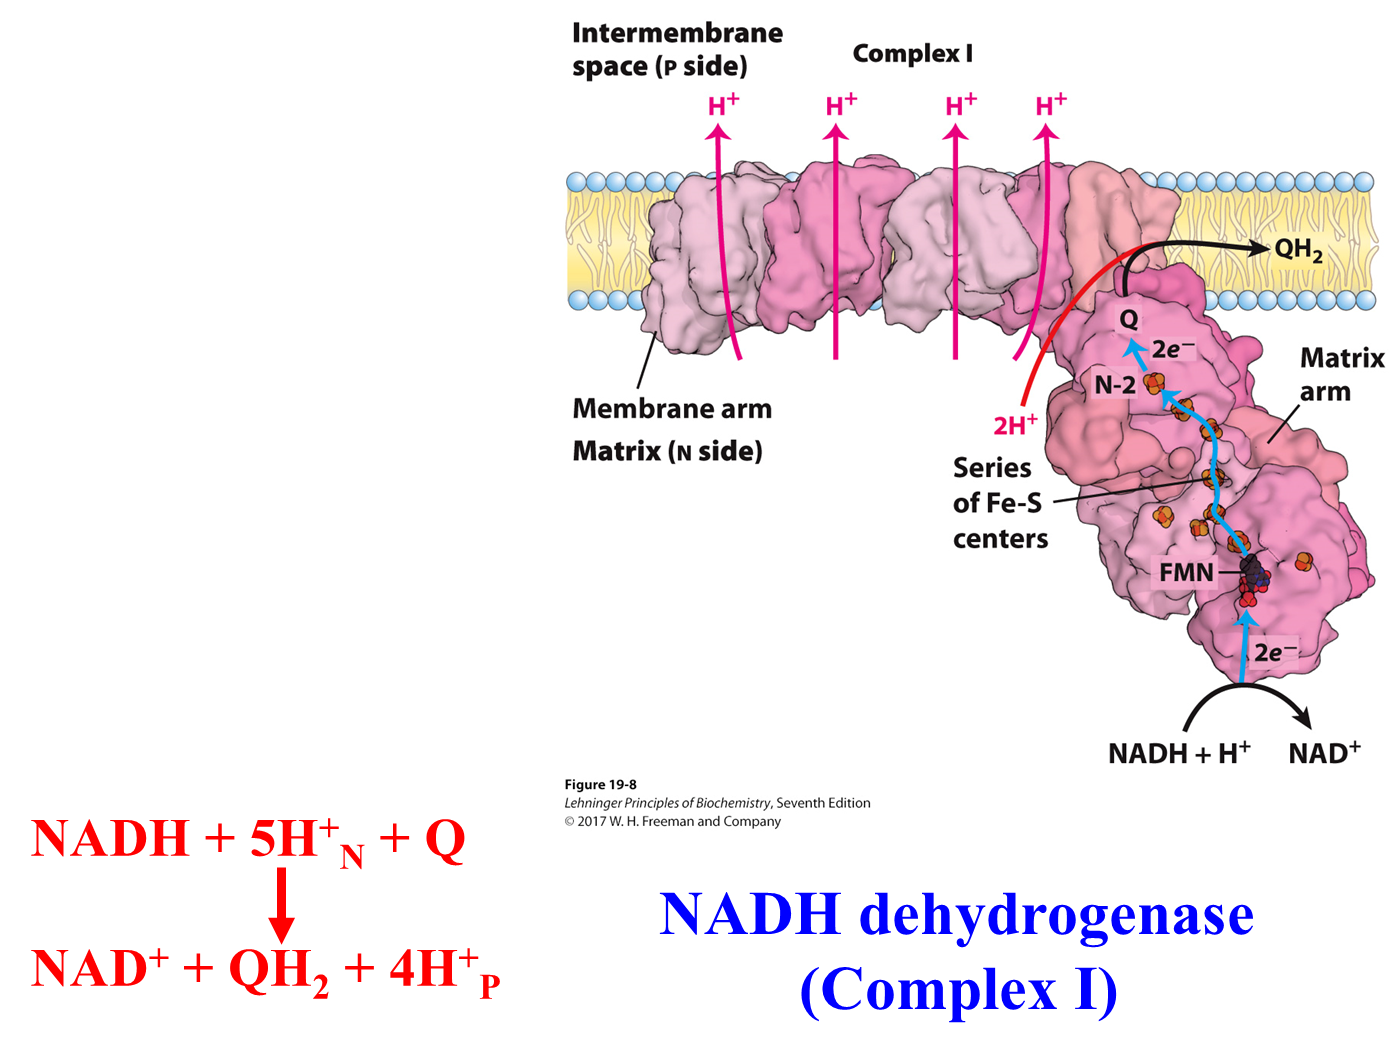 Intermembrane
space (P side)
Complex I
H⁺
H⁺
H⁺
H⁺
QH₂
Q
2e⁻
N-2
Matrix
arm
Membrane arm
Matrix (N side)
2H⁺
Series
of Fe-S
centers
FMN
2e⁻
NADH + H⁺
NAD⁺
Figure 19-8
Lehninger Principles of Biochemistry, Seventh Edition
© 2017 W. H. Freeman and Company
NADH + 5H⁺N + Q
NAD⁺ + QH₂ + 4H⁺P
NADH dehydrogenase
(Complex I)